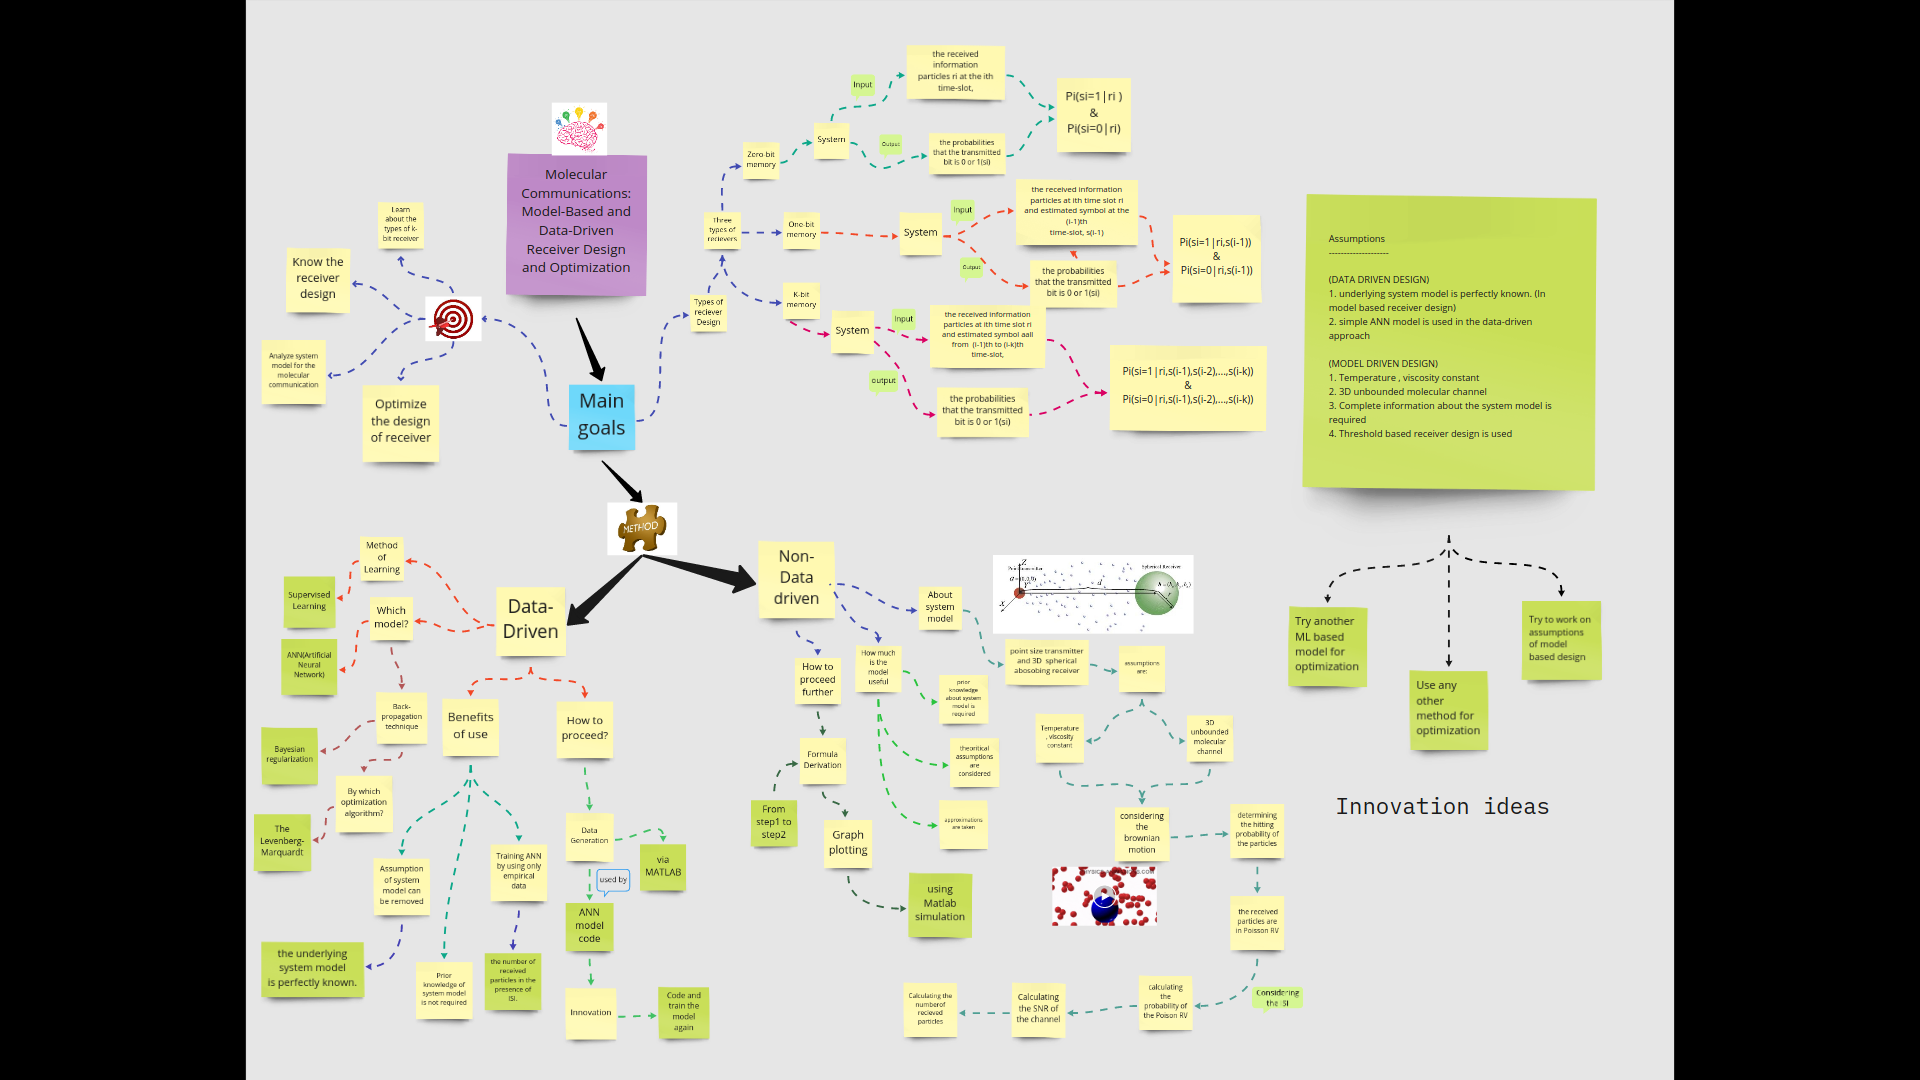 Molecular
Communications:
Model-Based and
Data-Driven
Receiver Design
and Optimization
Learn
about the
types of k-
bit receiver
Know the
receiver
design
Analyze system
model for the
molecular
communication
Optimize
the design
of receiver
Main
goals
Types of
reciever
Design
Three
types of
recievers
Zero-bit
memory
System
Input
the received
information
particles ri at the ith
time-slot,
Output
the probabilities
that the transmitted
bit is 0 or 1(si)
Pi(si=1|ri )
&
Pi(si=0|ri)
One-bit
memory
System
Input
the received information
particles at ith time slot ri
and estimated symbol at the
(i-1)th
time-slot, s(i-1)
Output
the probabilities
that the transmitted
bit is 0 or 1(si)
Pi(si=1|ri,s(i-1))
&
Pi(si=0|ri,s(i-1))
K-bit
memory
System
Input
the received information
particles at ith time slot ri
and estimated symbol aall
from (i-1)th to (i-k)th
time-slot,
output
the probabilities
that the transmitted
bit is 0 or 1(si)
Pi(si=1|ri,s(i-1),s(i-2),...,s(i-k))
&
Pi(si=0|ri,s(i-1),s(i-2),...,s(i-k))
Assumptions
--------------------
(DATA DRIVEN DESIGN)
1. underlying system model is perfectly known. (In
model based receiver design)
2. simple ANN model is used in the data-driven
approach
(MODEL DRIVEN DESIGN)
1. Temperature , viscosity constant
2. 3D unbounded molecular channel
3. Complete information about the system model is
required
4. Threshold based receiver design is used
Try another
ML based
model for
optimization
Use any
other
method for
optimization
Try to work on
assumptions
of model
based design
Innovation ideas
METHOD
Data-
Driven
Method
of
Learning
Supervised
Learning
Which
model?
ANN(Artificial
Neural
Network)
Back-
propagation
technique
Bayesian
regularization
By which
optimization
algorithm?
The
Levenberg-
Marquardt
Benefits
of use
Assumption
of system
model can
be removed
the underlying
system model
is perfectly known.
Prior
knowledge of
system model
is not required
Training ANN
by using only
empirical
data
the number of
received
particles in the
presence of
ISI.
How to
proceed?
Data
Generation
via
MATLAB
used by
ANN
model
code
Innovation
Code and
train the
model
again
Non-
Data
driven
How to
proceed
further
Formula
Derivation
From
step1 to
step2
Graph
plotting
using
Matlab
simulation
How much
is the
model
useful
prior
knowledge
about system
model is
required
theoritical
assumptions
are
considered
approximations
are taken
About
system
model
Spherical Receiver
Z
Y
X
d
r
point size transmitter
and 3D spherical
abosobing receiver
assumptions
are:
Temperature
, viscosity
constant
3D
unbounded
molecular
channel
considering
the
brownian
motion
determining
the hitting
probability of
the particles
the received
particles are
in Poisson RV
Considering
the ISI
calculating
the
probability of
the Poison RV
Calculating
the SNR of
the channel
Calculating the
numberof
recieved
particles